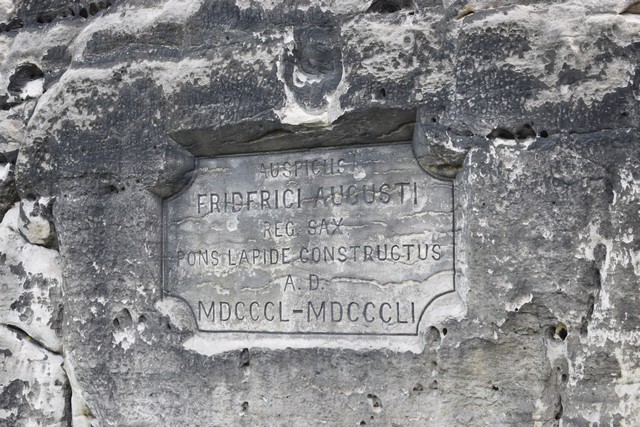 AUSPICIIS
FRIDERICI AUGUSTI
REG. SAX.
PONS LAPIDE CONSTRUCTUS
A. D.
MDCCCL–MDCCCLI